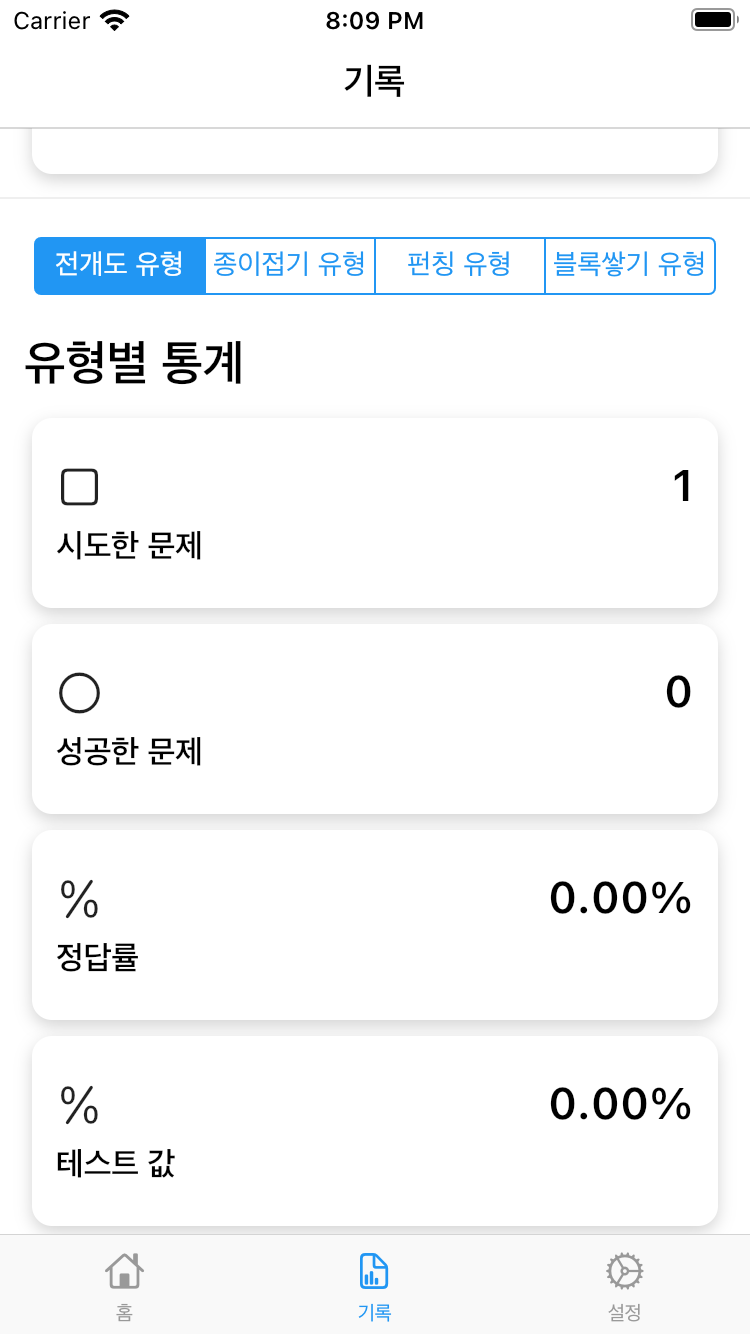 Carrier 8:09 PM
기록
전개도 유형 종이접기 유형 펀칭 유형 블록쌓기 유형
유형별 통계
1
시도한 문제
0
성공한 문제
% 0.00%
정답률
% 0.00%
테스트 값
홈 기록 설정